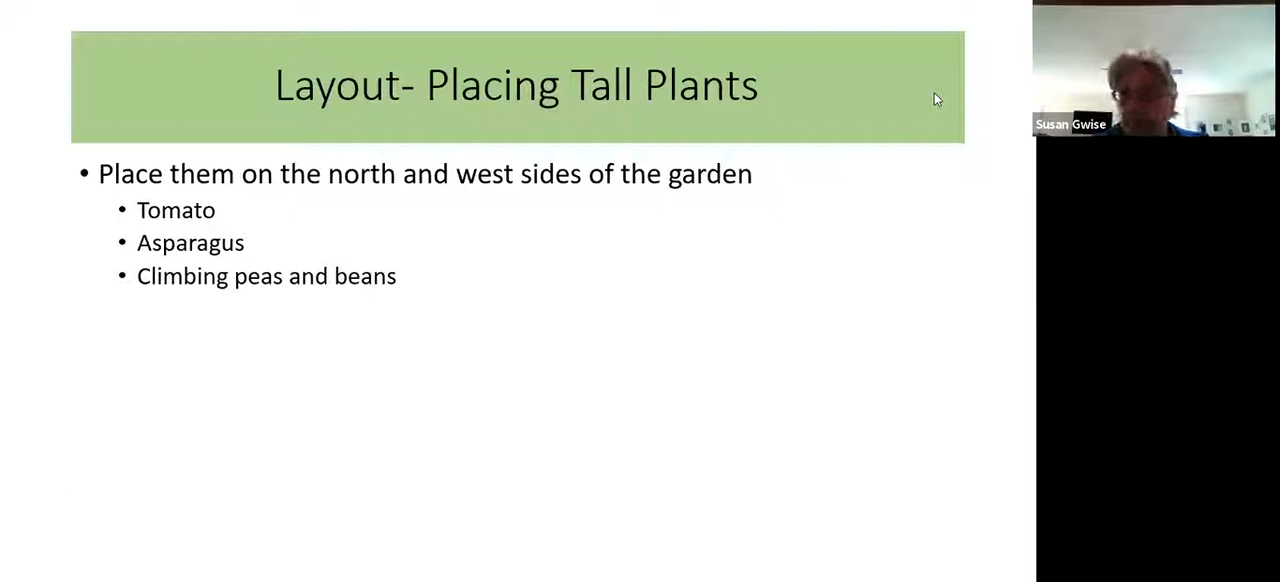 Layout- Placing Tall Plants
• Place them on the north and west sides of the garden
• Tomato
• Asparagus
• Climbing peas and beans
Susan Gwise